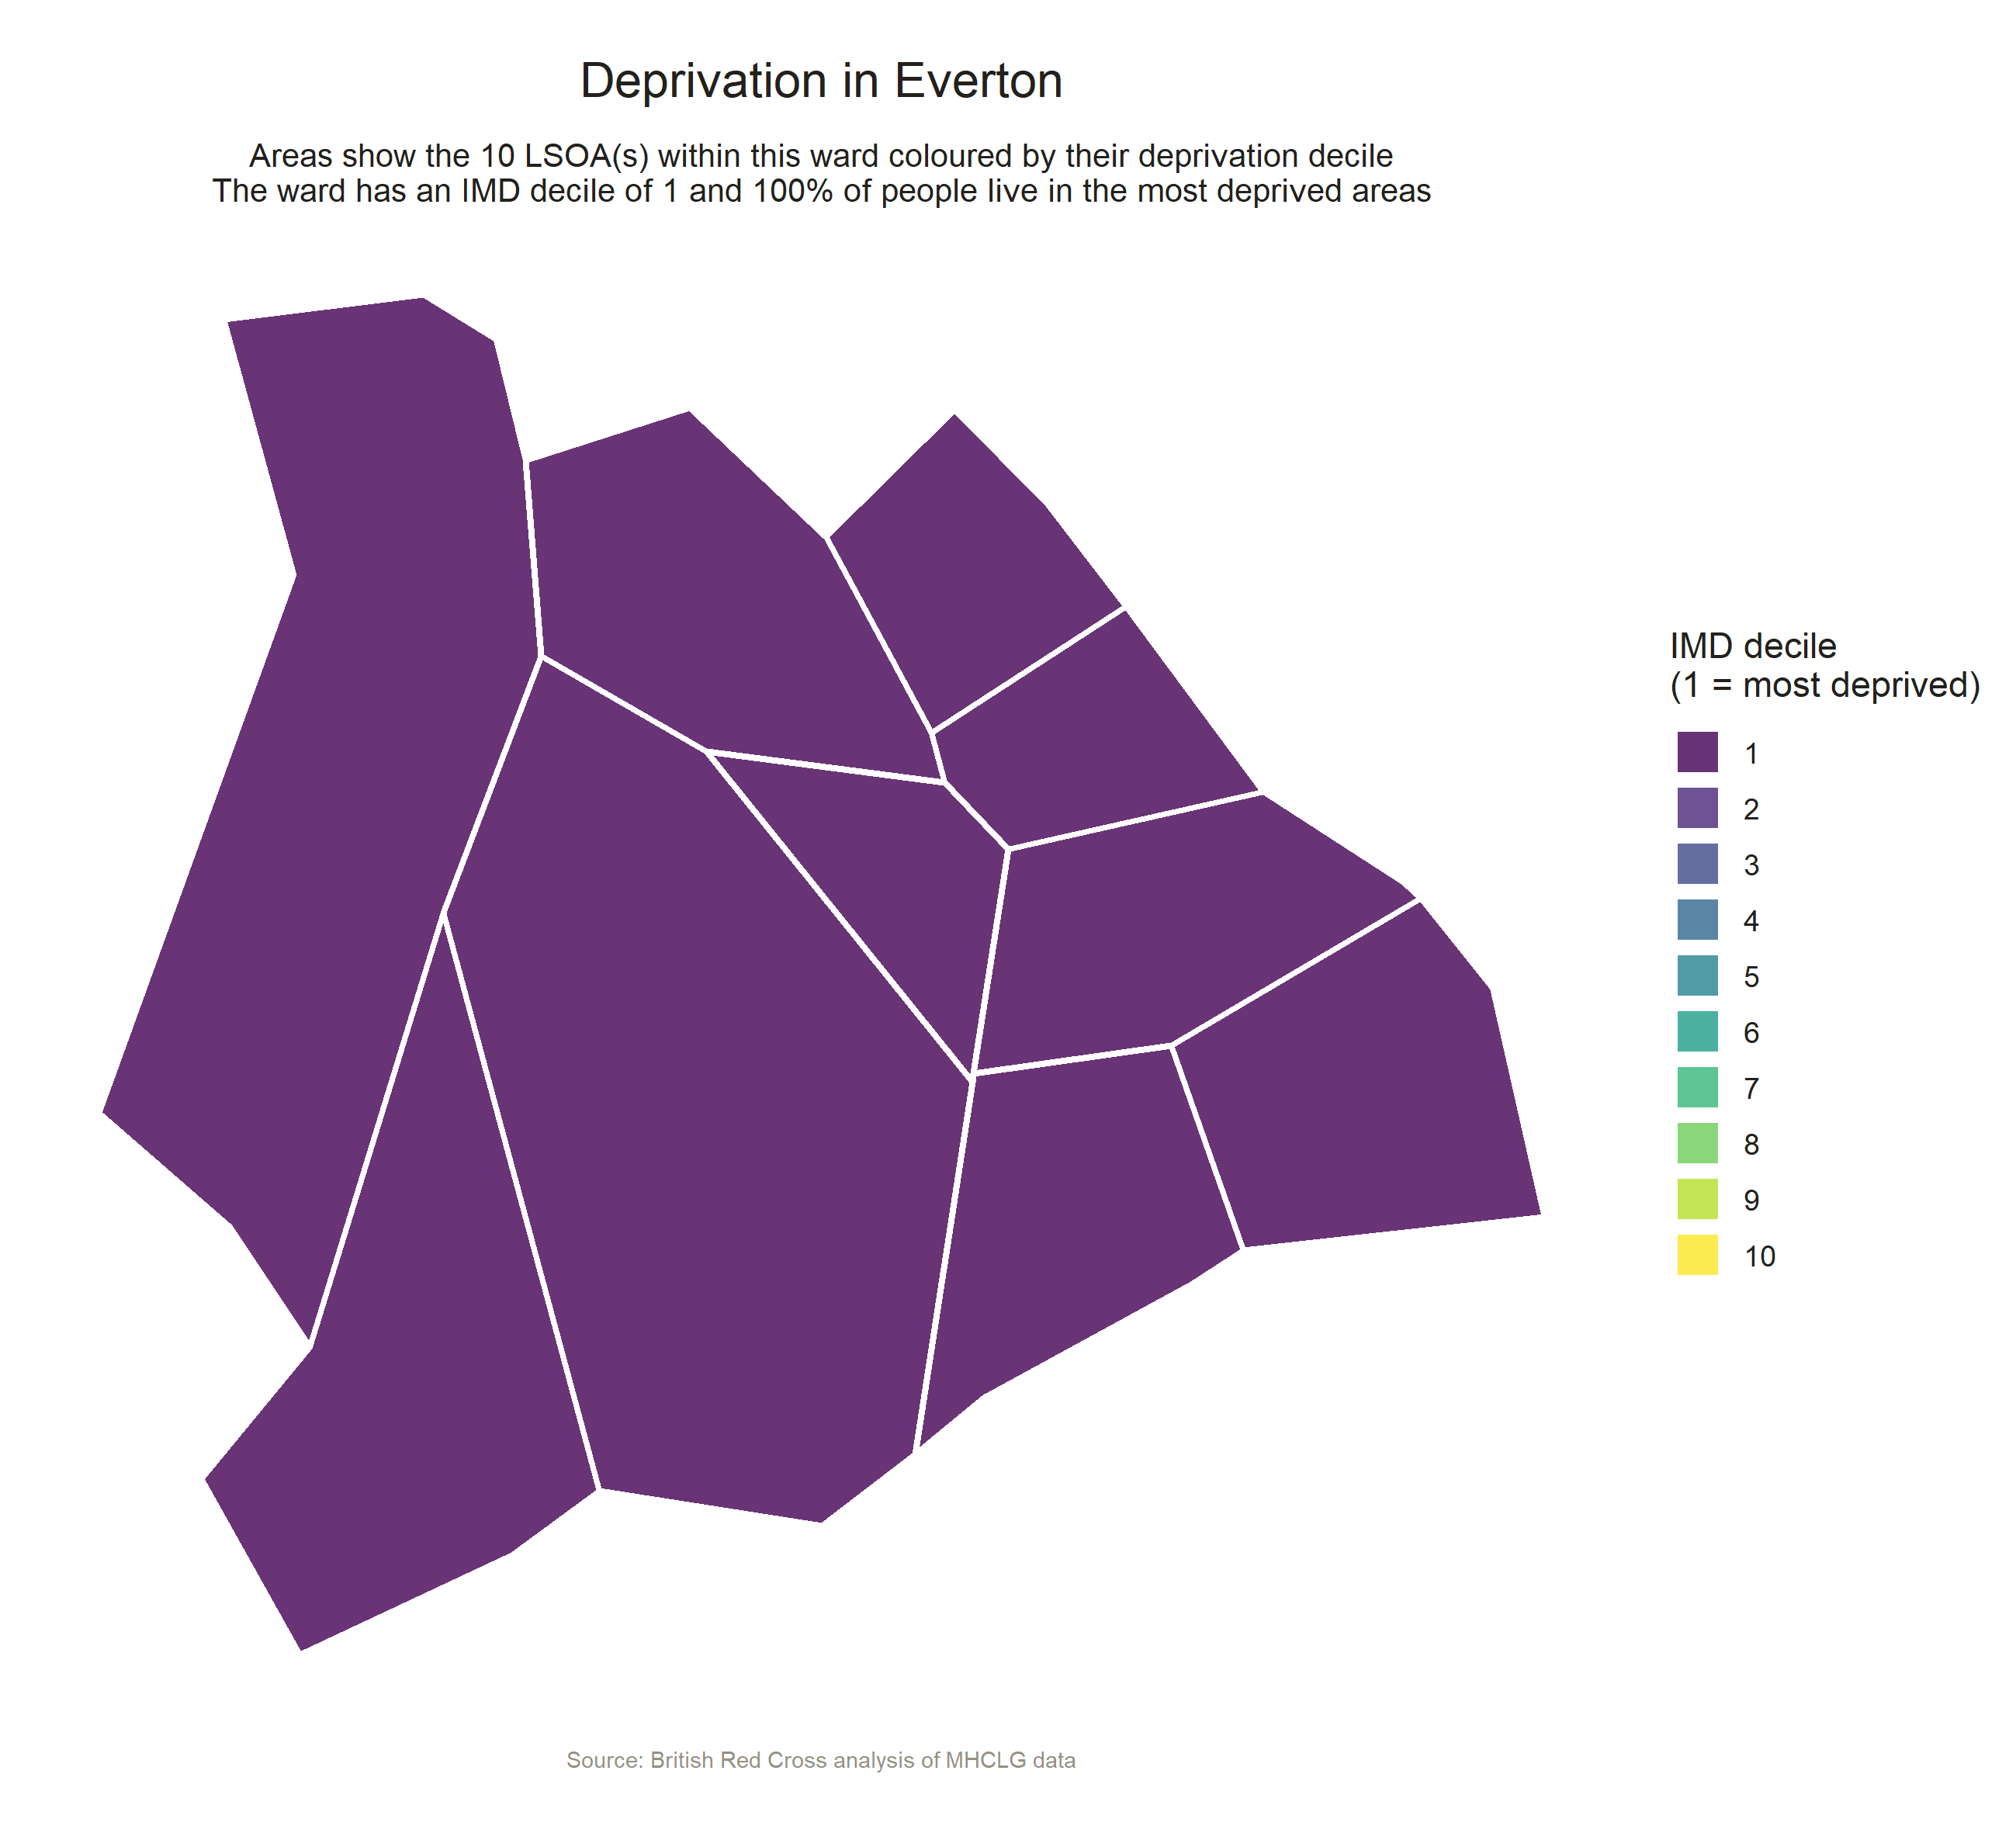 Deprivation in Everton
Areas show the 10 LSOA(s) within this ward coloured by their deprivation decile
The ward has an IMD decile of 1 and 100% of people live in the most deprived areas
IMD decile
(1 = most deprived)
1
2
3
4
5
6
7
8
9
10
Source: British Red Cross analysis of MHCLG data